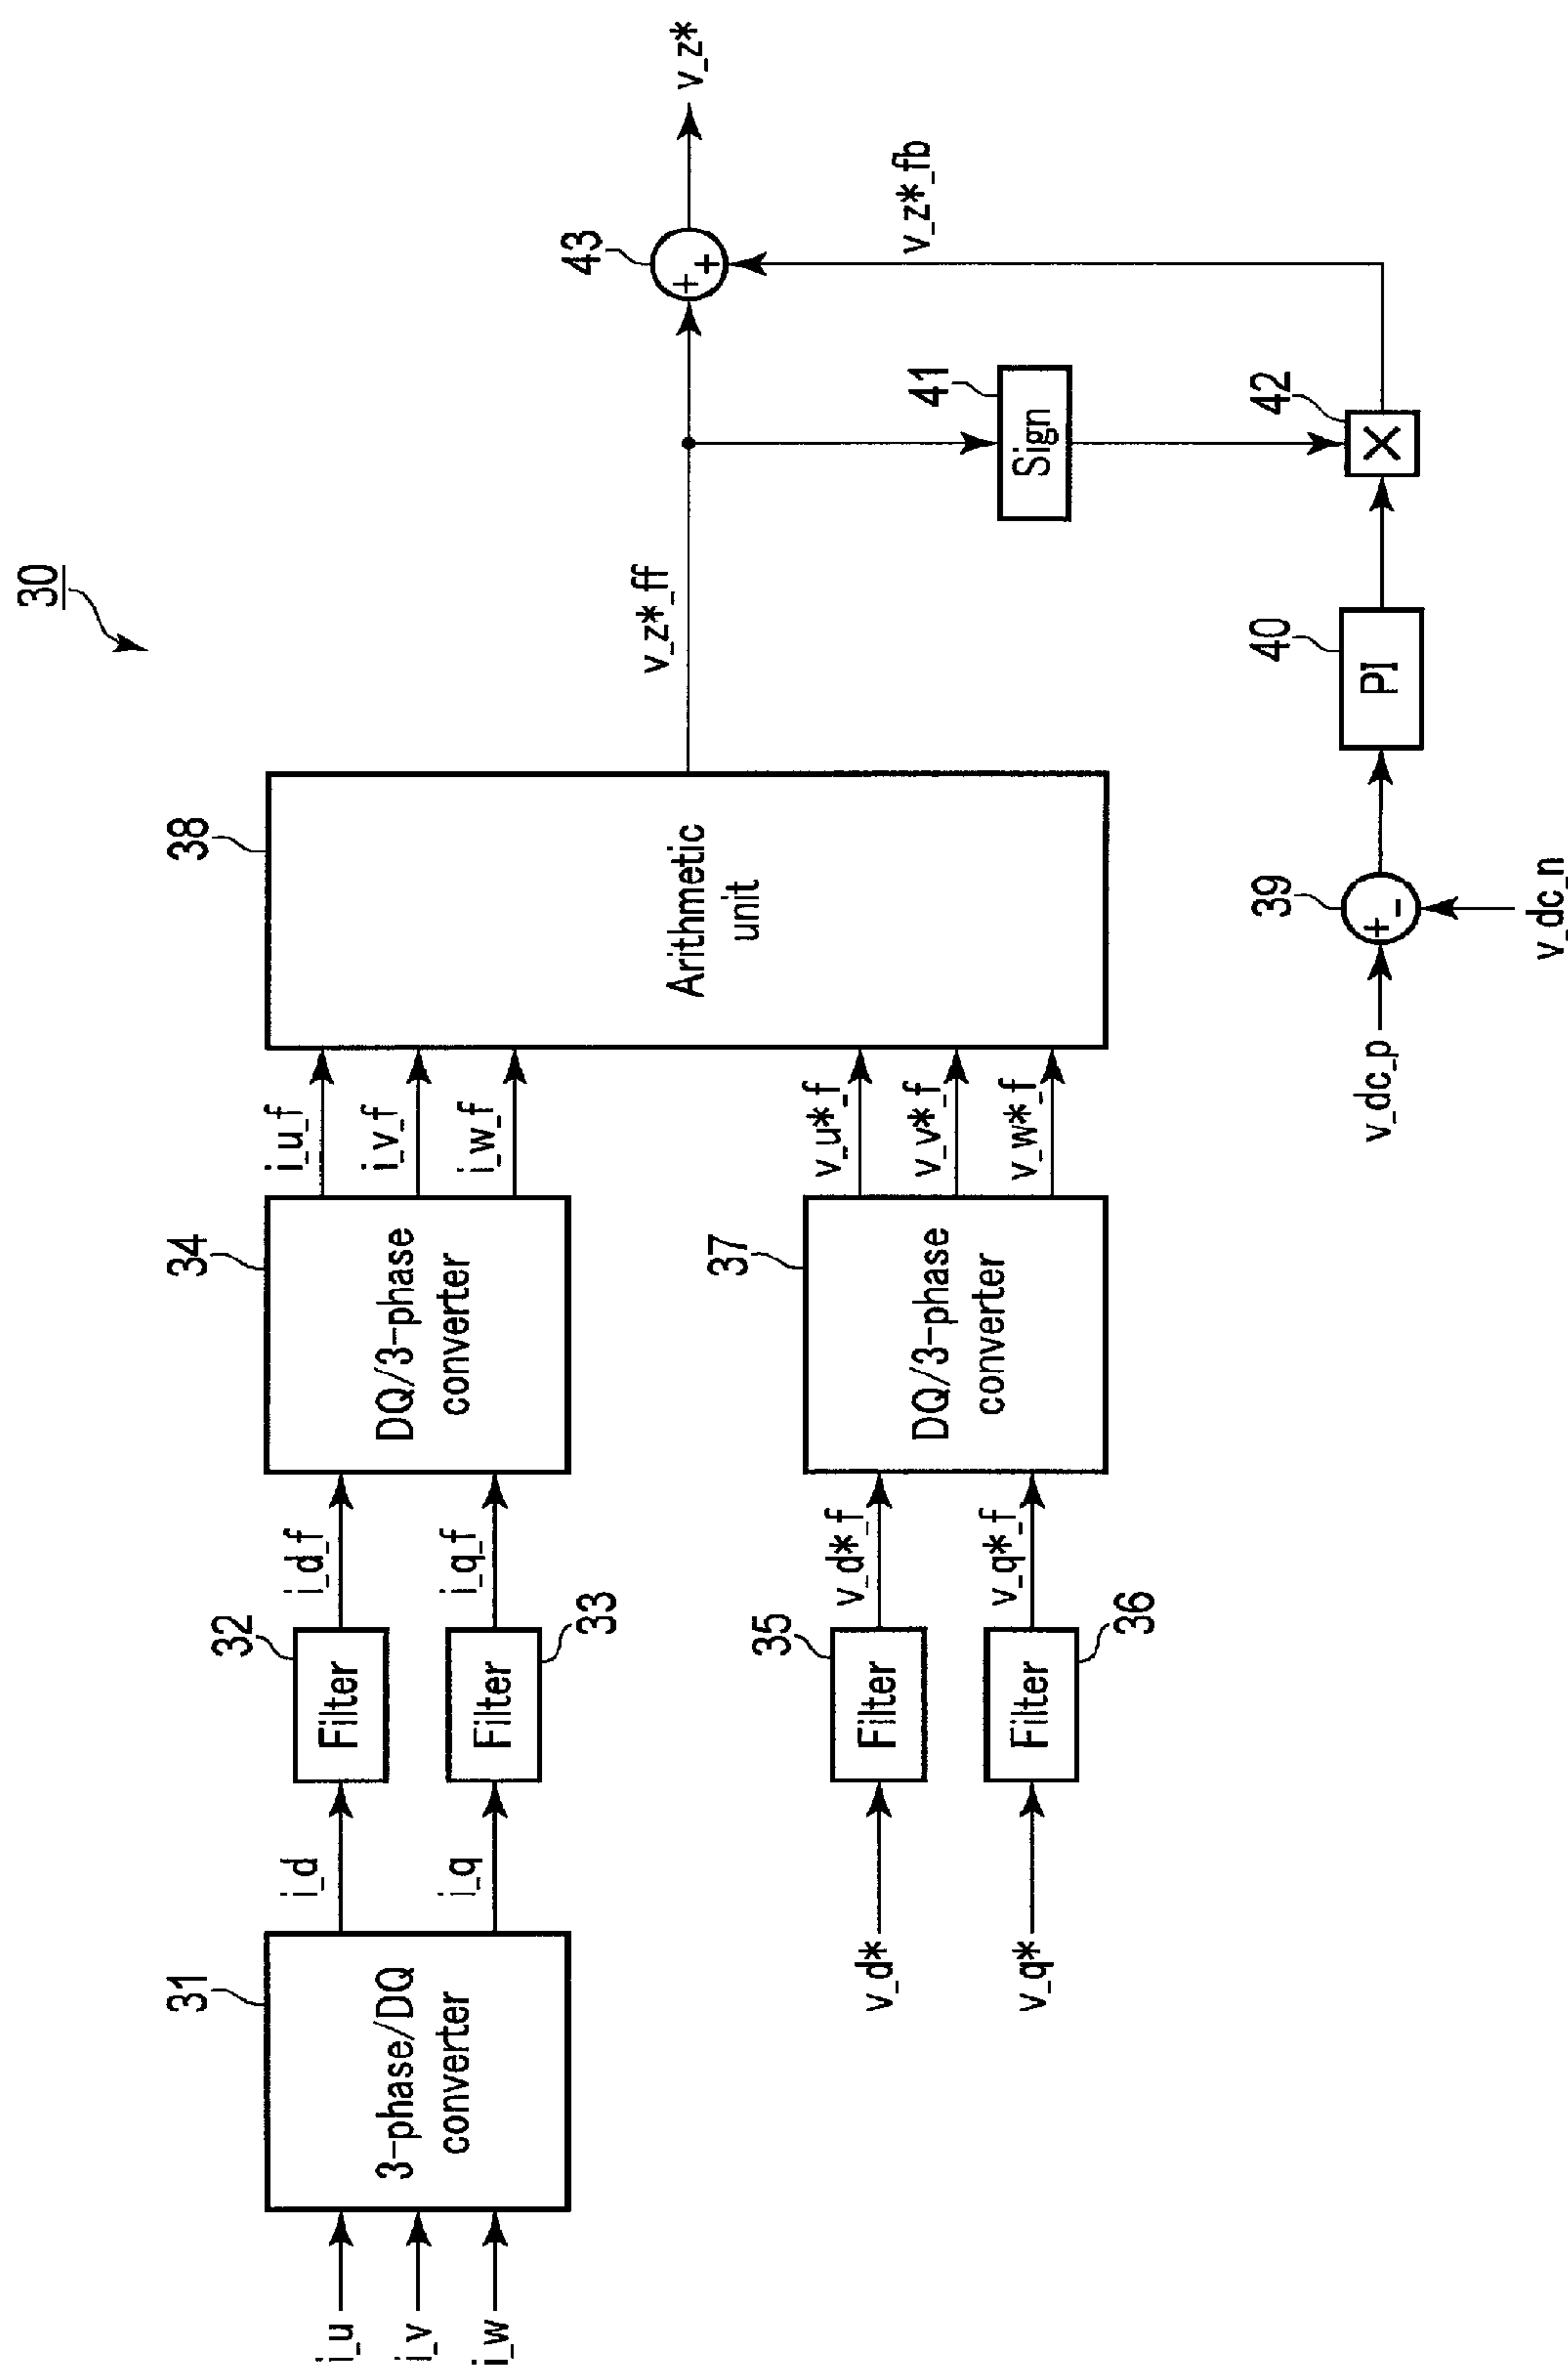 30
31
3-phase/DQ
converter
i_u
i_v
i_w
i_d
i_q
32
Filter
33
Filter
i_d_f
i_q_f
34
DQ/3-phase
converter
i_u_f
i_v_f
i_w_f
v_d*
v_q*
35
Filter
36
Filter
v_d*_f
v_q*_f
37
DQ/3-phase
converter
v_u*_f
v_v*_f
v_w*_f
38
Arithmetic
unit
v_z*_ff
43
+
+
v_z*
v_z*_fb
41
Sign
42
X
40
PI
39
+
-
v_dc_p
v_dc_n